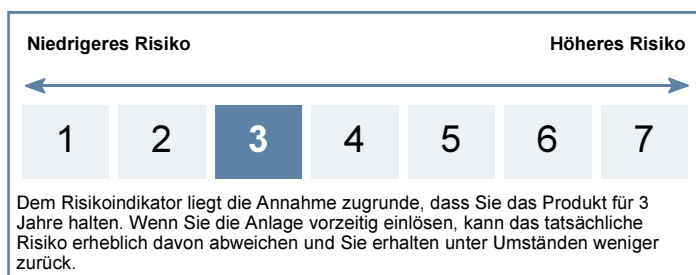 Niedrigeres Risiko Höheres Risiko
1 2 3 4 5 6 7
Dem Risikoindikator liegt die Annahme zugrunde, dass Sie das Produkt für 3
Jahre halten. Wenn Sie die Anlage vorzeitig einlösen, kann das tatsächliche
Risiko erheblich davon abweichen und Sie erhalten unter Umständen weniger
zurück.